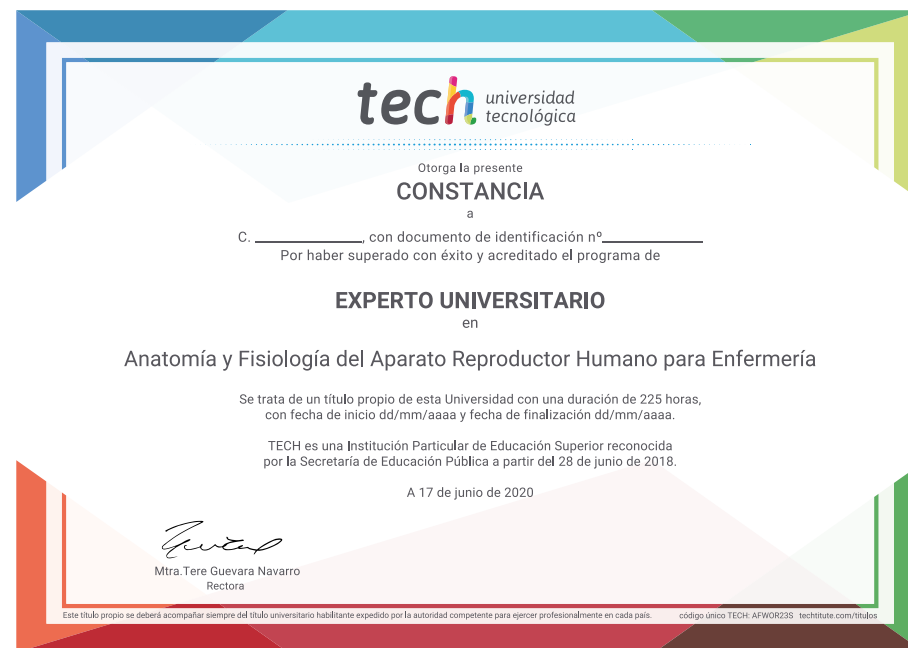 tech universidad
tecnológica
Otorga la presente
CONSTANCIA
a
C. ____________, con documento de identificación nº____________
Por haber superado con éxito y acreditado el programa de
EXPERTO UNIVERSITARIO
en
Anatomía y Fisiología del Aparato Reproductor Humano para Enfermería
Se trata de un título propio de esta Universidad con una duración de 225 horas,
con fecha de inicio dd/mm/aaaa y fecha de finalización dd/mm/aaaa.
TECH es una Institución Particular de Educación Superior reconocida
por la Secretaría de Educación Pública a partir del 28 de junio de 2018.
A 17 de junio de 2020
Mtra.Tere Guevara Navarro
Rectora
Este título propio se deberá acompañar siempre del título universitario habilitante expedido por la autoridad competente para ejercer profesionalmente en cada país. código único TECH: AFWOR23S techtitute.com/titulos